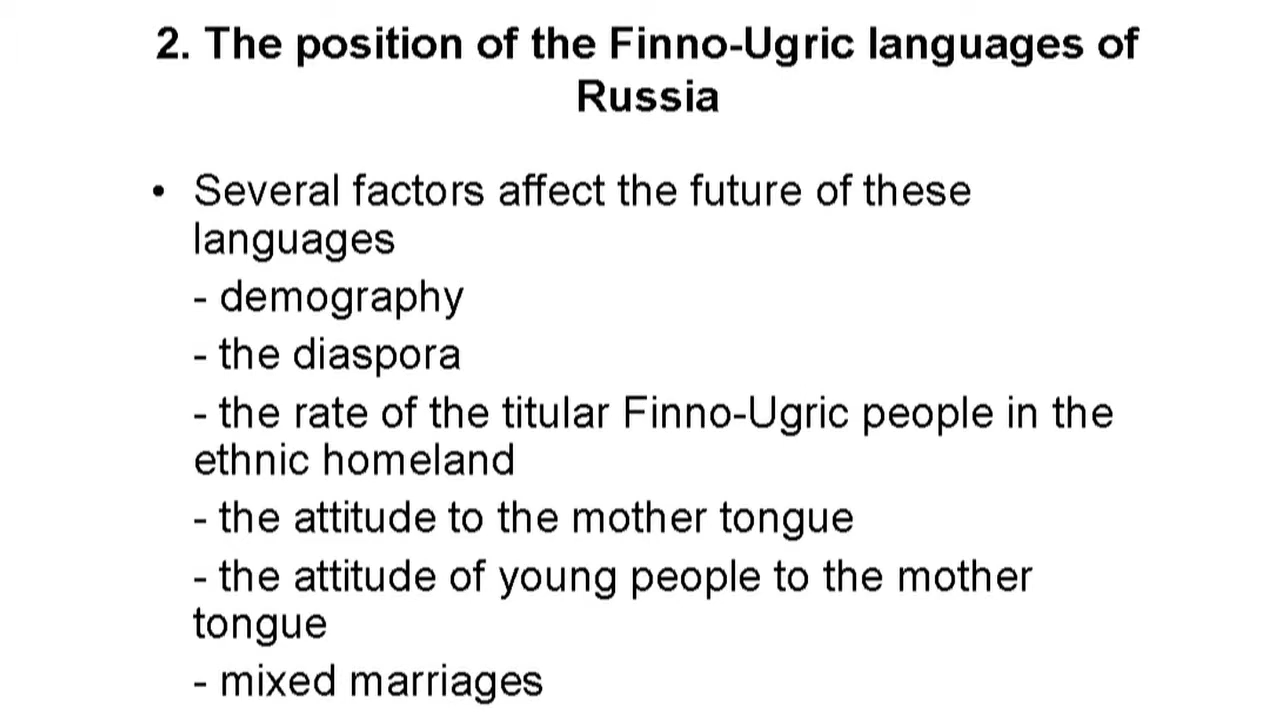 2. The position of the Finno-Ugric languages of
Russia
• Several factors affect the future of these
languages
- demography
- the diaspora
- the rate of the titular Finno-Ugric people in the
ethnic homeland
- the attitude to the mother tongue
- the attitude of young people to the mother
tongue
- mixed marriages